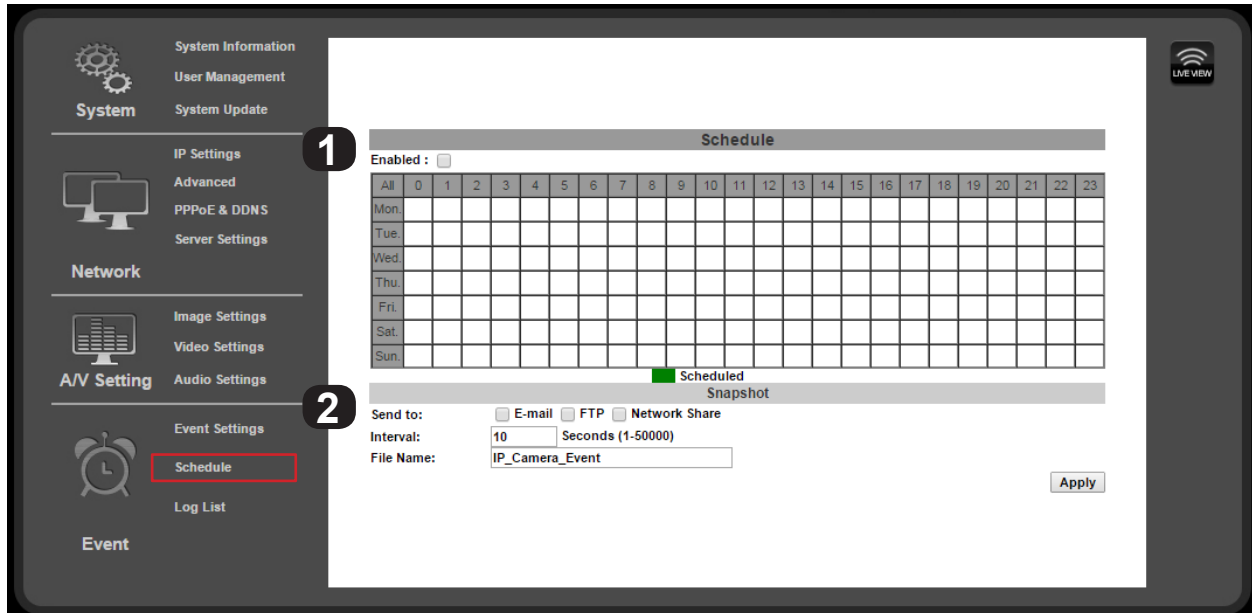 System Information
User Management
System Update
System
IP Settings
Advanced
PPPoE & DDNS
Server Settings
Network
Image Settings
Video Settings
Audio Settings
A/V Setting
Event Settings
Schedule
Log List
Event
LIVE VIEW
1
Schedule
Enabled :
All 0 1 2 3 4 5 6 7 8 9 10 11 12 13 14 15 16 17 18 19 20 21 22 23
Mon.
Tue.
Wed.
Thu.
Fri.
Sat.
Sun.
Scheduled
2
Snapshot
Send to: E-mail FTP Network Share
Interval: 10 Seconds (1-50000)
File Name: IP_Camera_Event
Apply